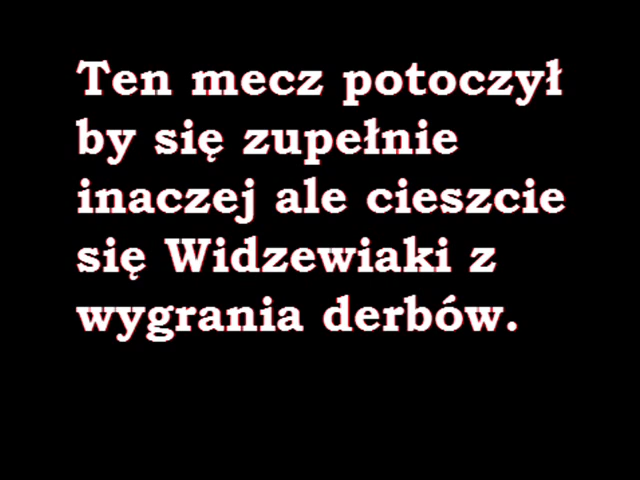 Ten mecz potoczył
by się zupełnie
inaczej ale cieszcie
się Widzewiaki z
wygrania derbów.